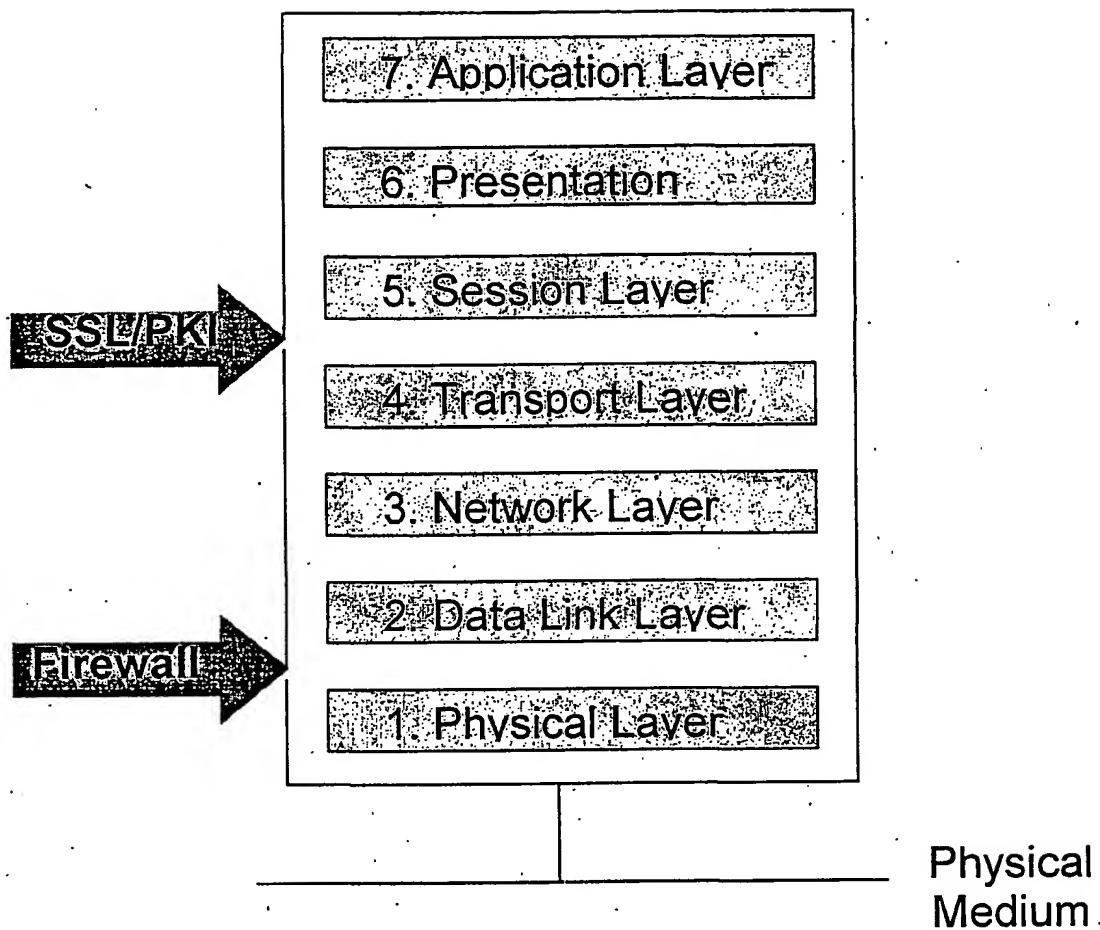 7. Application Layer
6. Presentation
5. Session Layer
SSL/PKI
4. Transport Layer
3. Network Layer
2. Data Link Layer
Firewall
1. Physical Layer
Physical
Medium